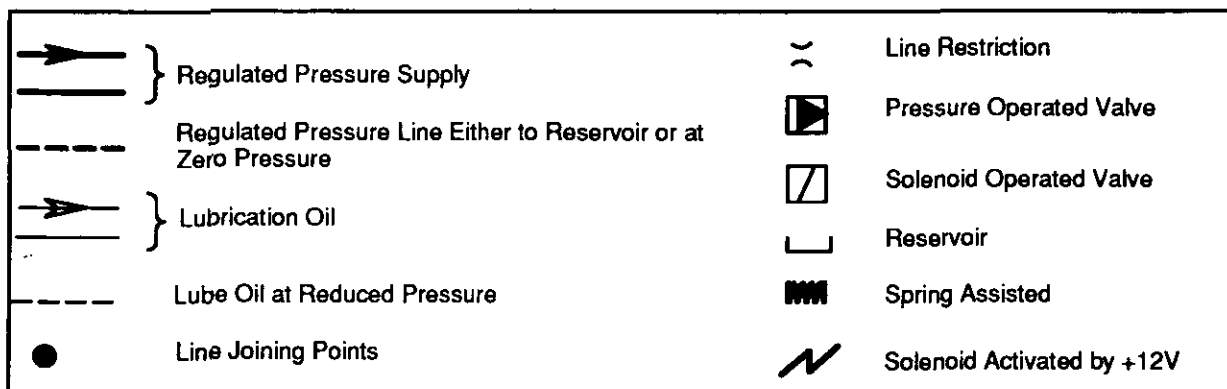 Regulated Pressure Supply
Regulated Pressure Line Either to Reservoir or at
Zero Pressure
Lubrication Oil
Lube Oil at Reduced Pressure
Line Joining Points
Line Restriction
Pressure Operated Valve
Solenoid Operated Valve
Reservoir
Spring Assisted
Solenoid Activated by +12V